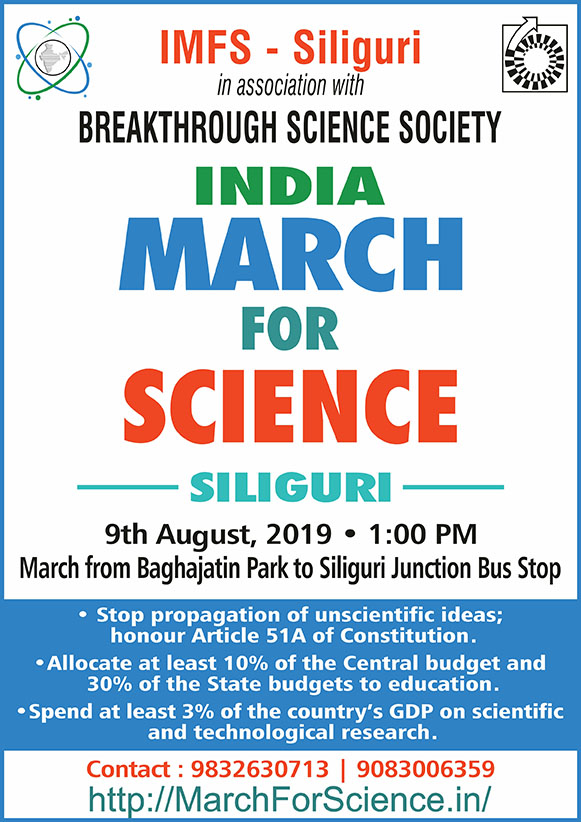 IMFS - Siliguri
in association with
BREAKTHROUGH SCIENCE SOCIETY
INDIA
MARCH
FOR
SCIENCE
SILIGURI
9th August, 2019 • 1:00 PM
March from Baghajatin Park to Siliguri Junction Bus Stop
• Stop propagation of unscientific ideas;
honour Article 51A of Constitution.
•Allocate at least 10% of the Central budget and
30% of the State budgets to education.
•Spend at least 3% of the country's GDP on scientific
and technological research.
Contact : 9832630713 | 9083006359
http://MarchForScience.in/